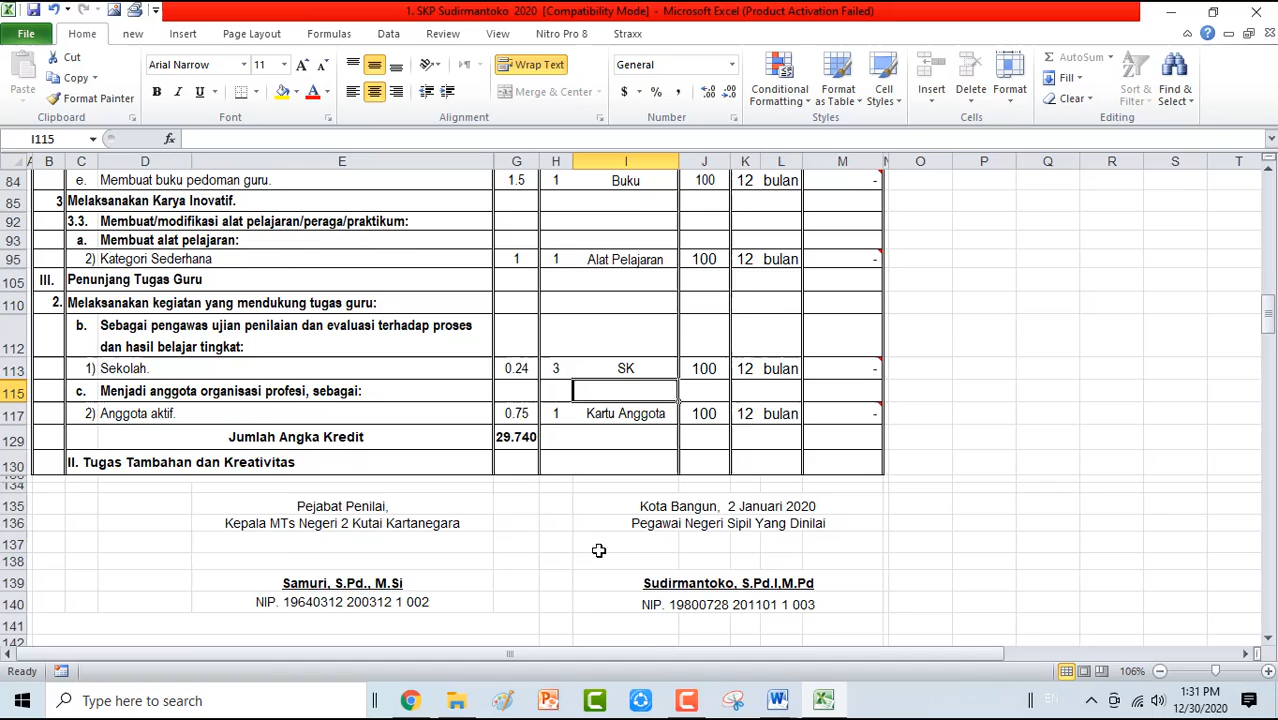 1. SKP Sudirmantoko  2020  [Compatibility Mode]  -  Microsoft Excel (Product Activation Failed)
File Home new Insert Page Layout Formulas Data Review View Nitro Pro 8 Straxx
Cut
Copy
Format Painter
Paste
Clipboard
Arial Narrow 11
B I U
Font
Wrap Text
Merge & Center
Alignment
General
$ % ,
Number
Conditional Formatting
Format as Table
Cell Styles
Styles
Insert Delete Format
Cells
AutoSum
Fill
Clear
Sort & Filter
Find & Select
Editing
I115 fx
A B C D E G H I J K L M N O P Q R S T
84 e. Membuat buku pedoman guru. 1.5 1 Buku 100 12 bulan -
85 3 Melaksanakan Karya Inovatif.
92 3.3. Membuat/modifikasi alat pelajaran/peraga/praktikum:
93 a. Membuat alat pelajaran:
95 2) Kategori Sederhana 1 1 Alat Pelajaran 100 12 bulan -
105 III. Penunjang Tugas Guru
110 2. Melaksanakan kegiatan yang mendukung tugas guru:
b. Sebagai pengawas ujian penilaian dan evaluasi terhadap proses
112 dan hasil belajar tingkat:
113 1) Sekolah. 0.24 3 SK 100 12 bulan -
115 c. Menjadi anggota organisasi profesi, sebagai:
117 2) Anggota aktif. 0.75 1 Kartu Anggota 100 12 bulan -
129 Jumlah Angka Kredit 29.740
130 II. Tugas Tambahan dan Kreativitas
134
135 Pejabat Penilai, Kota Bangun,  2 Januari 2020
136 Kepala MTs Negeri 2 Kutai Kartanegara Pegawai Negeri Sipil Yang Dinilai
137
138
139 Samuri, S.Pd., M.Si Sudirmantoko, S.Pd.I,M.Pd
140 NIP. 19640312 200312 1 002 NIP. 19800728 201101 1 003
141
142
Ready 106%
Type here to search
EN
1:31 PM
12/30/2020